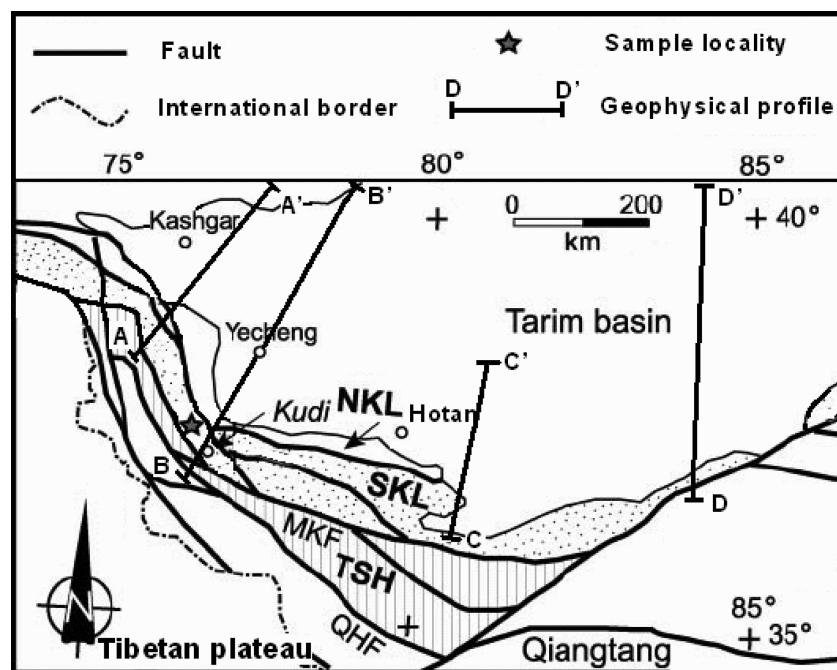 Fault
Sample locality
International border
D D'
Geophysical profile
75° 80° 85°
Kashgar
A'
B'
0 200
km
D'
40°
A
Yecheng
Tarim basin
C'
Kudi
NKL
Hotan
B
SKL
D
MKF
C
TSH
N
QHF
85°
35°
Tibetan plateau
Qiangtang